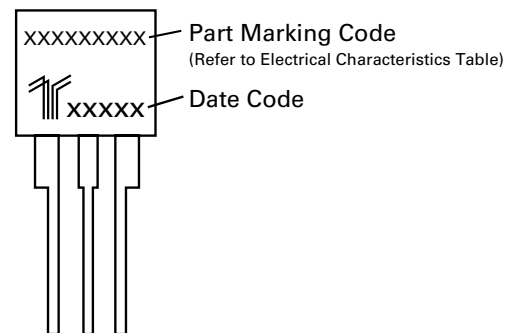 XXXXXXXXX
Part Marking Code
(Refer to Electrical Characteristics Table)
XXXXX
Date Code